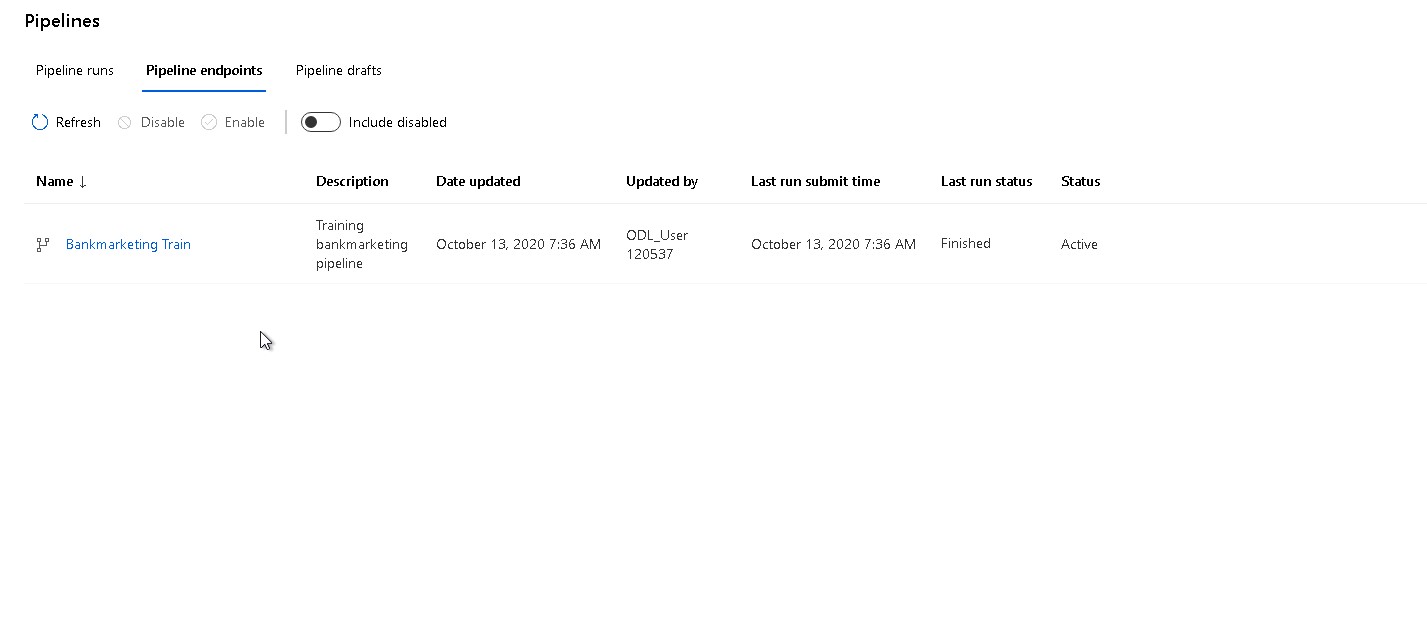 Pipelines
Pipeline runs Pipeline endpoints Pipeline drafts
Refresh Disable Enable Include disabled
Name ↓ Description Date updated Updated by Last run submit time Last run status Status
Training
bankmarketing
pipeline
Bankmarketing Train October 13, 2020 7:36 AM ODL_User
120537
October 13, 2020 7:36 AM Finished Active